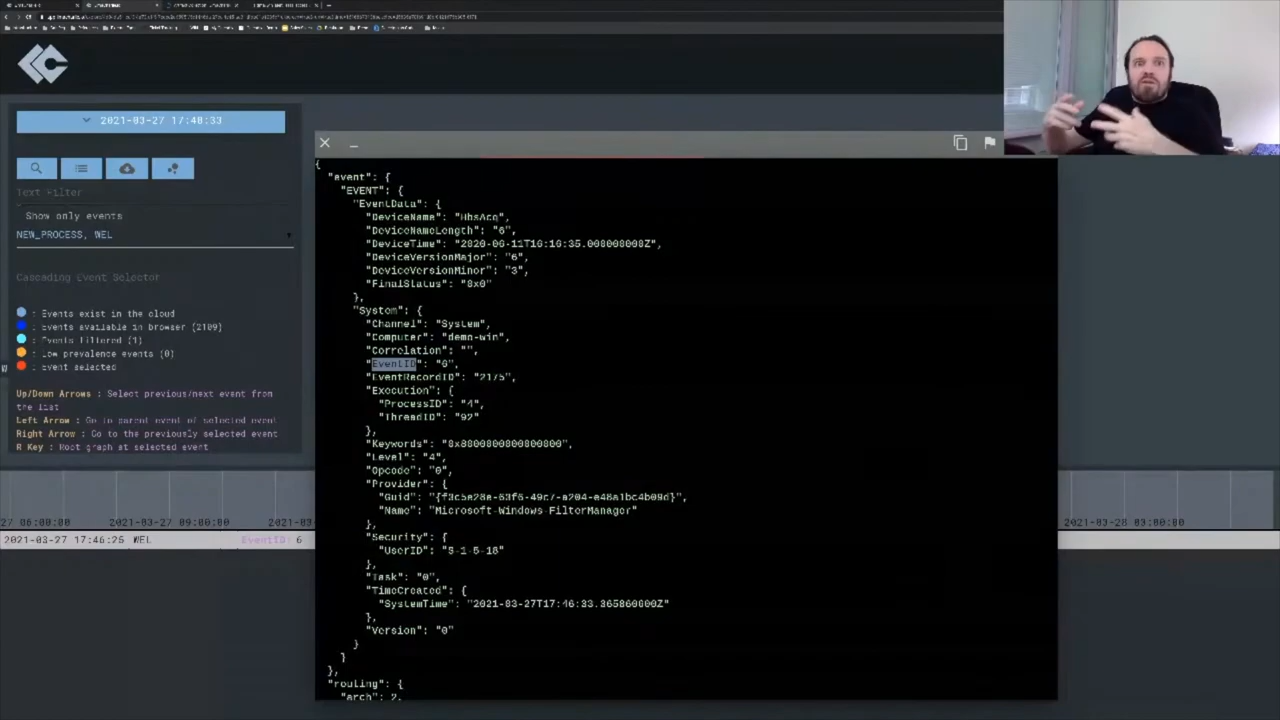 2021-03-27 17:40:33
Text Filter
Show only events
NEW_PROCESS, WEL
Cascading Event Selector
: Events exist in the cloud
: Events available in browser (2109)
: Events filtered (1)
: Low prevalence events (0)
: Event selected
Up/Down Arrows : Select previous/next event from
the list
Left Arrow : Go to parent event of selected event
Right Arrow : Go to the previously selected event
R Key : Root graph at selected event
{
"event": {
"EVENT": {
"EventData": {
"DeviceName": "HbsAcq",
"DeviceNameLength": "6",
"DeviceTime": "2020-06-11T16:16:35.000000000Z",
"DeviceVersionMajor": "6",
"DeviceVersionMinor": "3",
"FinalStatus": "0x0"
},
"System": {
"Channel": "System",
"Computer": "demo-win",
"Correlation": "",
"EventID": "6",
"EventRecordID": "2175",
"Execution": {
"ProcessID": "4",
"ThreadID": "92"
},
"Keywords": "0x8000000000000000",
"Level": "4",
"Opcode": "0",
"Provider": {
"Guid":
"Name": "Microsoft-Windows-FilterManager"
},
"Security": {
"UserID": "S-1-5-18"
},
"Task": "0",
"TimeCreated": {
"SystemTime": "2021-03-27T17:46:33.365860000Z"
},
"Version": "0"
}
}
},
"routing": {
"arch": 2,
27 06:00:00
2021-03-27 09:00:00
2021-03
2021-03-28 03:00:00
2021-03-27 17:46:25 WEL EventID: 6